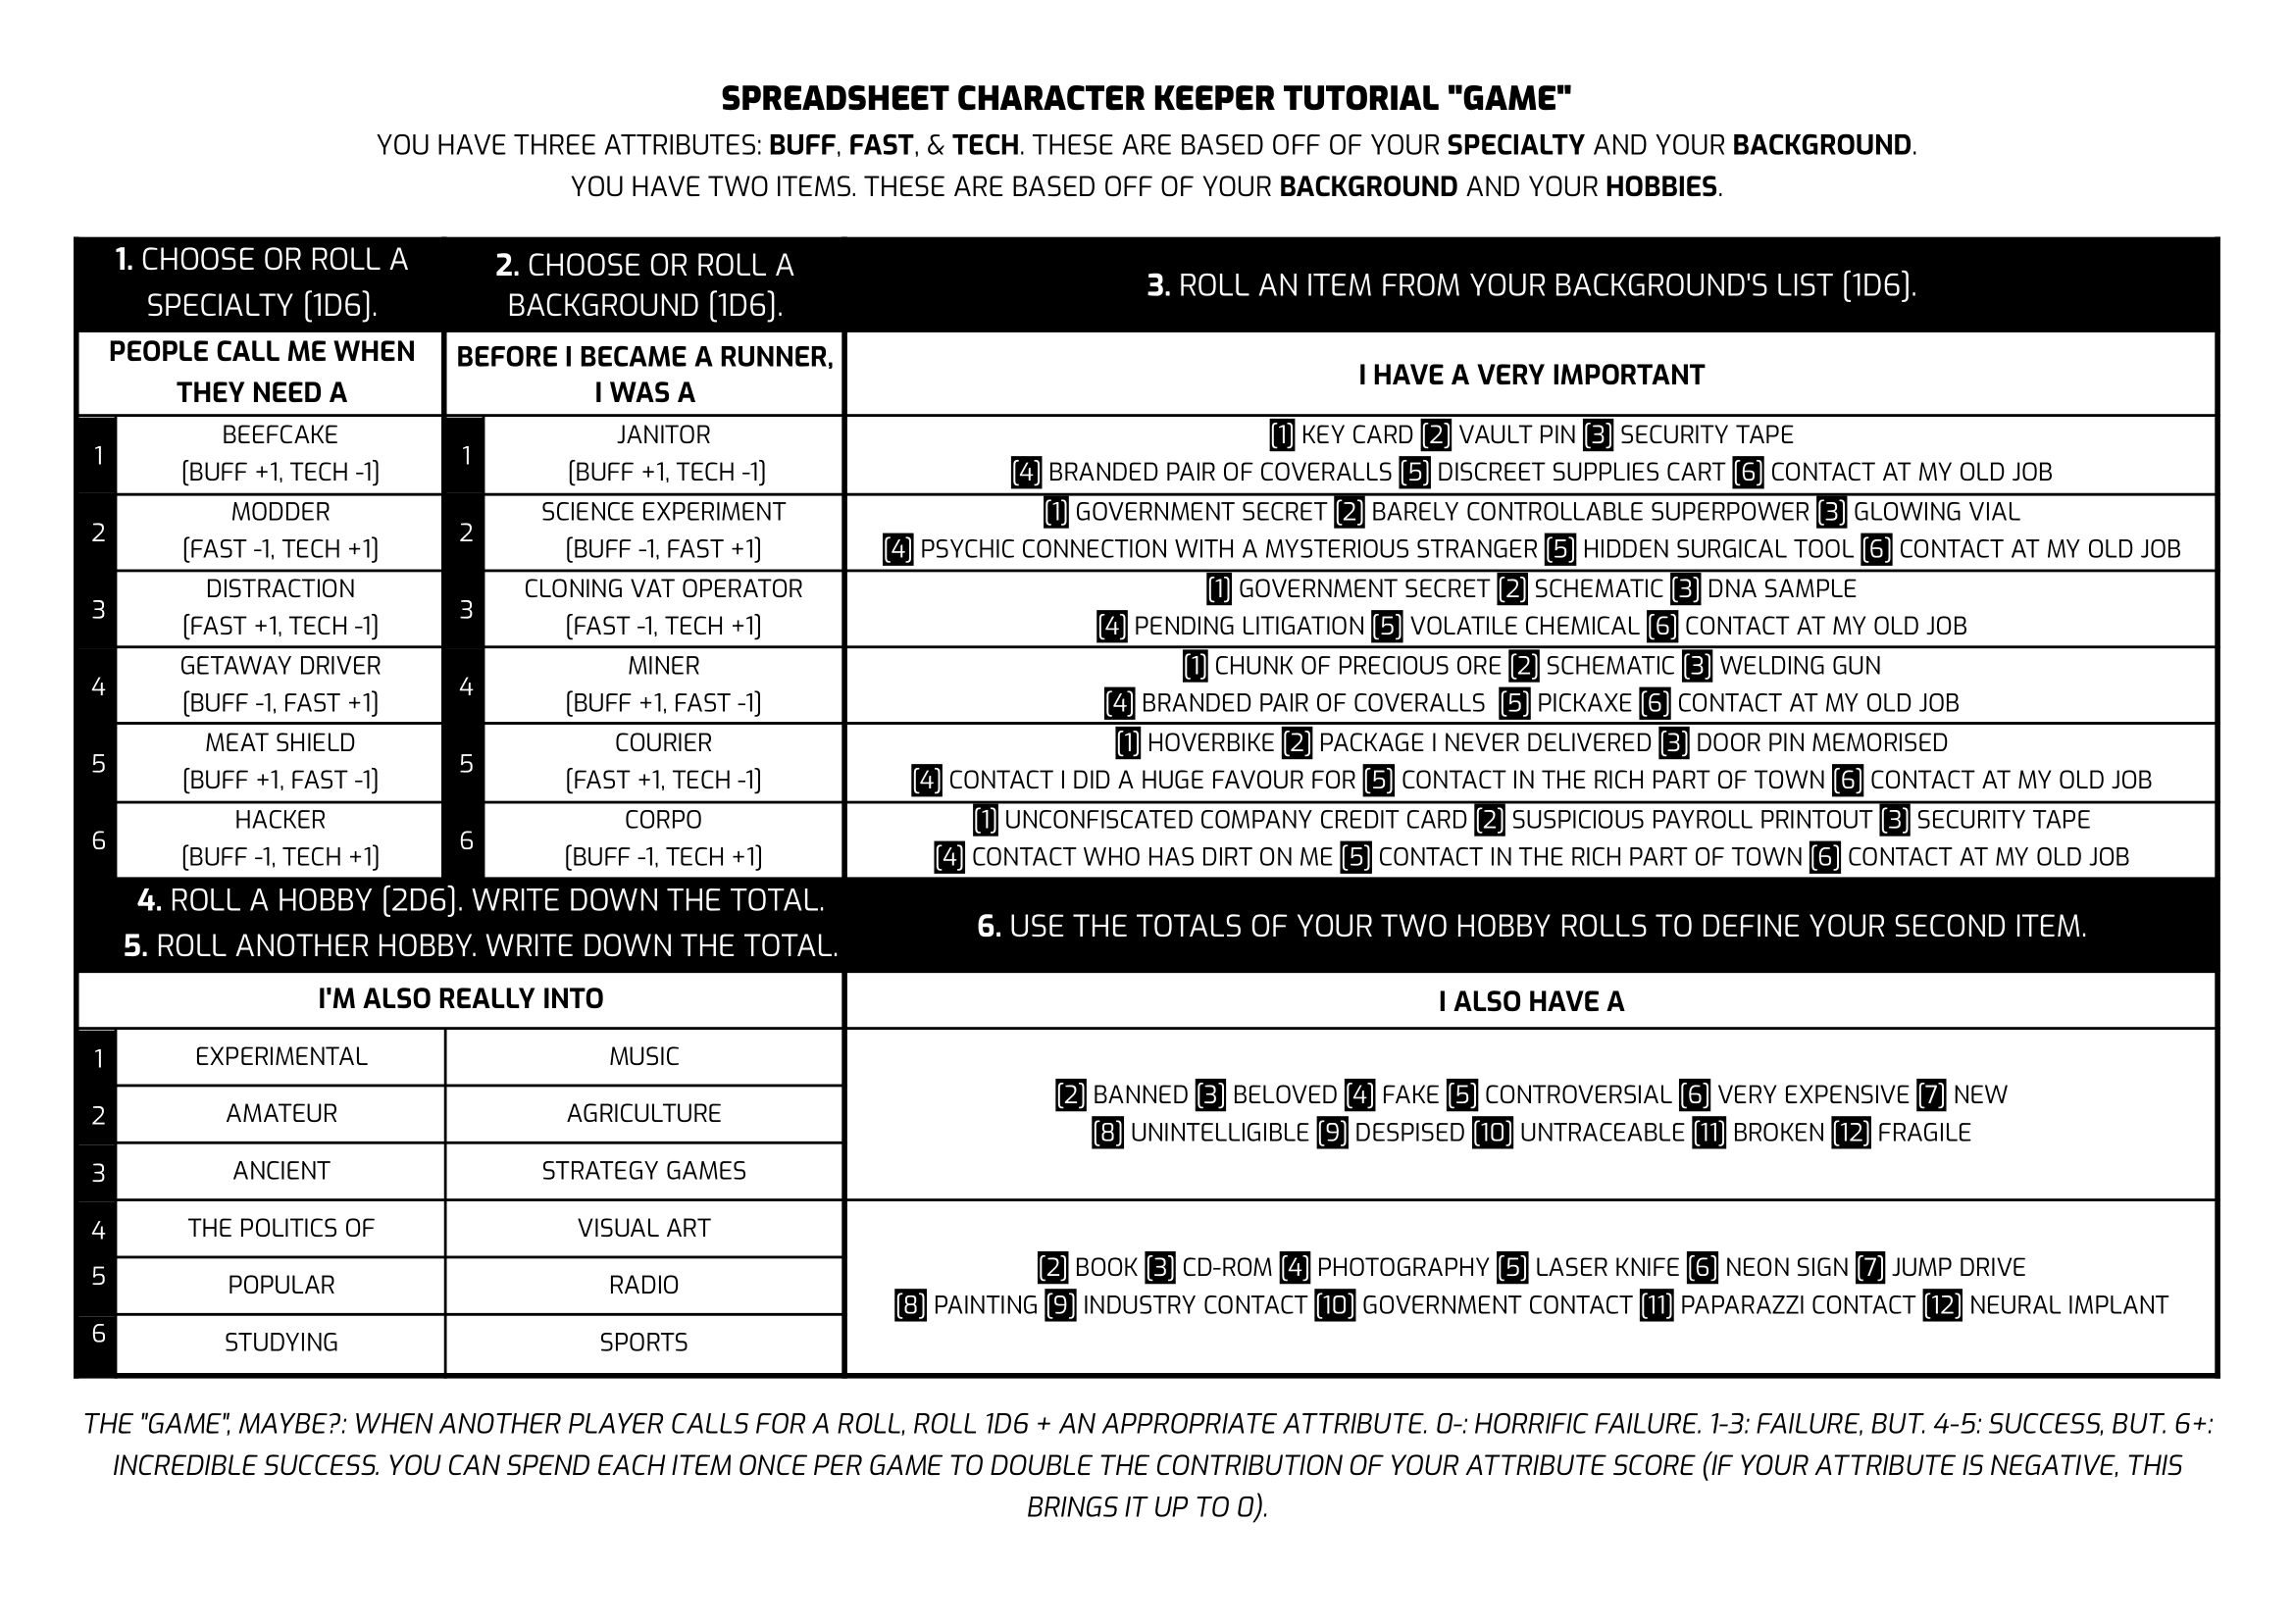 SPREADSHEET CHARACTER KEEPER TUTORIAL "GAME"
YOU HAVE THREE ATTRIBUTES: BUFF, FAST, & TECH. THESE ARE BASED OFF OF YOUR SPECIALTY AND YOUR BACKGROUND.
YOU HAVE TWO ITEMS. THESE ARE BASED OFF OF YOUR BACKGROUND AND YOUR HOBBIES.
1. CHOOSE OR ROLL A
SPECIALTY [1D6].
2. CHOOSE OR ROLL A
BACKGROUND [1D6].
3. ROLL AN ITEM FROM YOUR BACKGROUND'S LIST [1D6].
PEOPLE CALL ME WHEN
THEY NEED A
BEFORE I BECAME A RUNNER,
I WAS A
I HAVE A VERY IMPORTANT
1
BEEFCAKE
[BUFF +1, TECH -1]
1
JANITOR
[BUFF +1, TECH -1]
[1] KEY CARD [2] VAULT PIN [3] SECURITY TAPE
[4] BRANDED PAIR OF COVERALLS [5] DISCREET SUPPLIES CART [6] CONTACT AT MY OLD JOB
2
MODDER
[FAST -1, TECH +1]
2
SCIENCE EXPERIMENT
[BUFF -1, FAST +1]
[1] GOVERNMENT SECRET [2] BARELY CONTROLLABLE SUPERPOWER [3] GLOWING VIAL
[4] PSYCHIC CONNECTION WITH A MYSTERIOUS STRANGER [5] HIDDEN SURGICAL TOOL [6] CONTACT AT MY OLD JOB
3
DISTRACTION
[FAST +1, TECH -1]
3
CLONING VAT OPERATOR
[FAST -1, TECH +1]
[1] GOVERNMENT SECRET [2] SCHEMATIC [3] DNA SAMPLE
[4] PENDING LITIGATION [5] VOLATILE CHEMICAL [6] CONTACT AT MY OLD JOB
4
GETAWAY DRIVER
[BUFF -1, FAST +1]
4
MINER
[BUFF +1, FAST -1]
[1] CHUNK OF PRECIOUS ORE [2] SCHEMATIC [3] WELDING GUN
[4] BRANDED PAIR OF COVERALLS [5] PICKAXE [6] CONTACT AT MY OLD JOB
5
MEAT SHIELD
[BUFF +1, FAST -1]
5
COURIER
[FAST +1, TECH -1]
[1] HOVERBIKE [2] PACKAGE I NEVER DELIVERED [3] DOOR PIN MEMORISED
[4] CONTACT I DID A HUGE FAVOUR FOR [5] CONTACT IN THE RICH PART OF TOWN [6] CONTACT AT MY OLD JOB
6
HACKER
[BUFF -1, TECH +1]
6
CORPO
[BUFF -1, TECH +1]
[1] UNCONFISCATED COMPANY CREDIT CARD [2] SUSPICIOUS PAYROLL PRINTOUT [3] SECURITY TAPE
[4] CONTACT WHO HAS DIRT ON ME [5] CONTACT IN THE RICH PART OF TOWN [6] CONTACT AT MY OLD JOB
4. ROLL A HOBBY [2D6]. WRITE DOWN THE TOTAL.
5. ROLL ANOTHER HOBBY. WRITE DOWN THE TOTAL.
6. USE THE TOTALS OF YOUR TWO HOBBY ROLLS TO DEFINE YOUR SECOND ITEM.
I'M ALSO REALLY INTO
I ALSO HAVE A
1
EXPERIMENTAL
MUSIC
2
AMATEUR
AGRICULTURE
3
ANCIENT
STRATEGY GAMES
[2] BANNED [3] BELOVED [4] FAKE [5] CONTROVERSIAL [6] VERY EXPENSIVE [7] NEW
[8] UNINTELLIGIBLE [9] DESPISED [10] UNTRACEABLE [11] BROKEN [12] FRAGILE
4
THE POLITICS OF
VISUAL ART
5
POPULAR
RADIO
6
STUDYING
SPORTS
[2] BOOK [3] CD-ROM [4] PHOTOGRAPHY [5] LASER KNIFE [6] NEON SIGN [7] JUMP DRIVE
[8] PAINTING [9] INDUSTRY CONTACT [10] GOVERNMENT CONTACT [11] PAPARAZZI CONTACT [12] NEURAL IMPLANT
THE "GAME", MAYBE?: WHEN ANOTHER PLAYER CALLS FOR A ROLL, ROLL 1D6 + AN APPROPRIATE ATTRIBUTE. 0-: HORRIFIC FAILURE. 1-3: FAILURE, BUT. 4-5: SUCCESS, BUT. 6+:
INCREDIBLE SUCCESS. YOU CAN SPEND EACH ITEM ONCE PER GAME TO DOUBLE THE CONTRIBUTION OF YOUR ATTRIBUTE SCORE (IF YOUR ATTRIBUTE IS NEGATIVE, THIS
BRINGS IT UP TO 0).